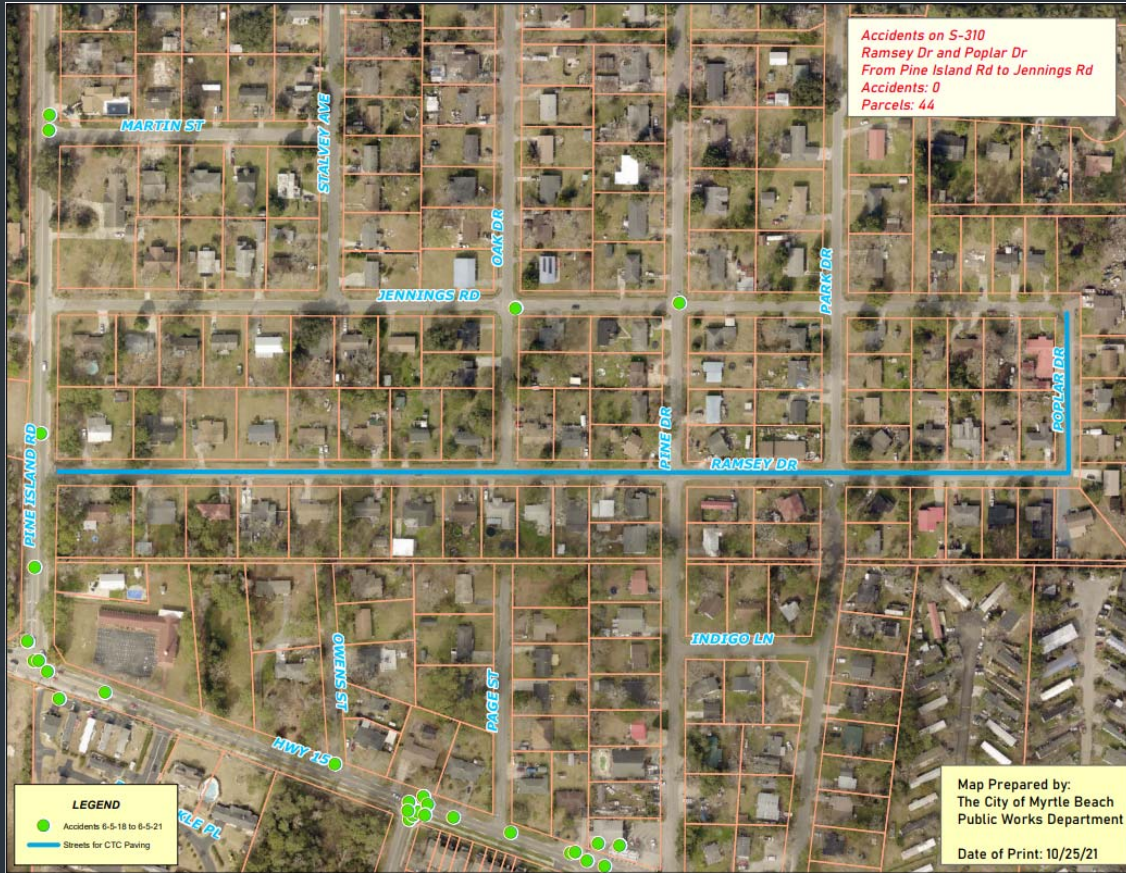 Accidents on S-310
Ramsey Dr and Poplar Dr
From Pine Island Rd to Jennings Rd
Accidents: 0
Parcels: 44
MARTIN ST
STALVEY AVE
OAK DR
JENNINGS RD
PARK DR
POPLAR DR
PINE ISLAND RD
PINE DR
RAMSEY DR
INDIGO LN
OWENS ST
PAGE ST
HWY 15
KLE PL
LEGEND
Accidents 6-5-18 to 6-5-21
Streets for CTC Paving
Map Prepared by:
The City of Myrtle Beach
Public Works Department
Date of Print: 10/25/21